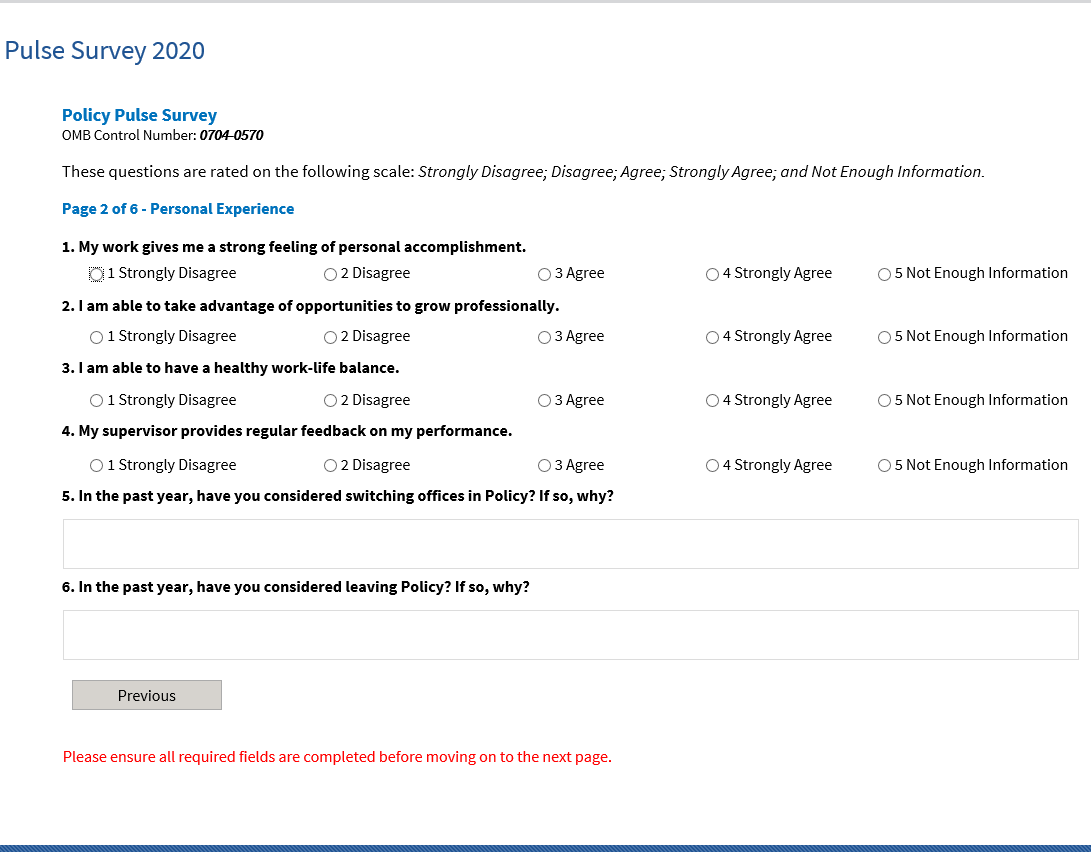 Pulse Survey 2020
Policy Pulse Survey
OMB Control Number: 0704-0570
These questions are rated on the following scale: Strongly Disagree; Disagree; Agree; Strongly Agree; and Not Enough Information.
Page 2 of 6 - Personal Experience
1. My work gives me a strong feeling of personal accomplishment.
1 Strongly Disagree 2 Disagree 3 Agree 4 Strongly Agree 5 Not Enough Information
2. I am able to take advantage of opportunities to grow professionally.
1 Strongly Disagree 2 Disagree 3 Agree 4 Strongly Agree 5 Not Enough Information
3. I am able to have a healthy work-life balance.
1 Strongly Disagree 2 Disagree 3 Agree 4 Strongly Agree 5 Not Enough Information
4. My supervisor provides regular feedback on my performance.
1 Strongly Disagree 2 Disagree 3 Agree 4 Strongly Agree 5 Not Enough Information
5. In the past year, have you considered switching offices in Policy? If so, why?
6. In the past year, have you considered leaving Policy? If so, why?
Previous
Please ensure all required fields are completed before moving on to the next page.